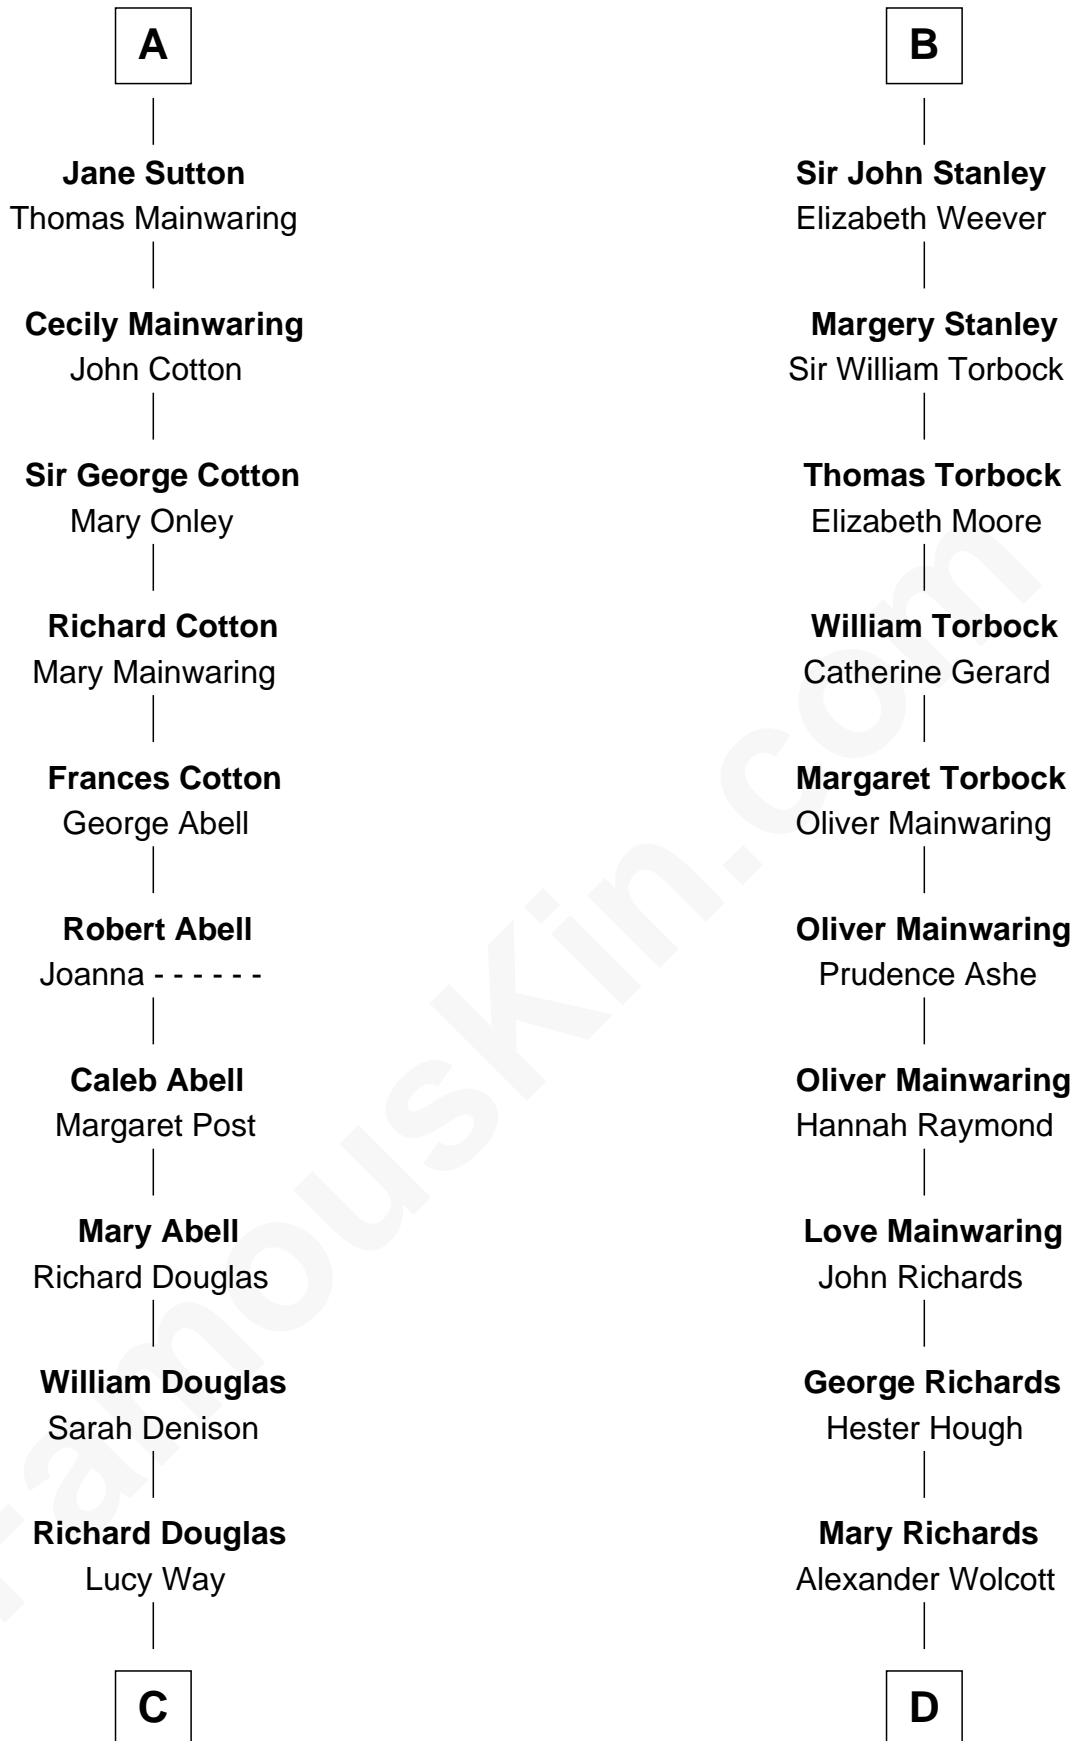 A
Jane Sutton
Thomas Mainwaring
Cecily Mainwaring
John Cotton
Sir George Cotton
Mary Onley
Richard Cotton
Mary Mainwaring
Frances Cotton
George Abell
Robert Abell
Joanna - - - - - -
Caleb Abell
Margaret Post
Mary Abell
Richard Douglas
William Douglas
Sarah Denison
Richard Douglas
Lucy Way
C
B
Sir John Stanley
Elizabeth Weever
Margery Stanley
Sir William Torbock
Thomas Torbock
Elizabeth Moore
William Torbock
Catherine Gerard
Margaret Torbock
Oliver Mainwaring
Oliver Mainwaring
Prudence Ashe
Oliver Mainwaring
Hannah Raymond
Love Mainwaring
John Richards
George Richards
Hester Hough
Mary Richards
Alexander Wolcott
D
FamousKin.com